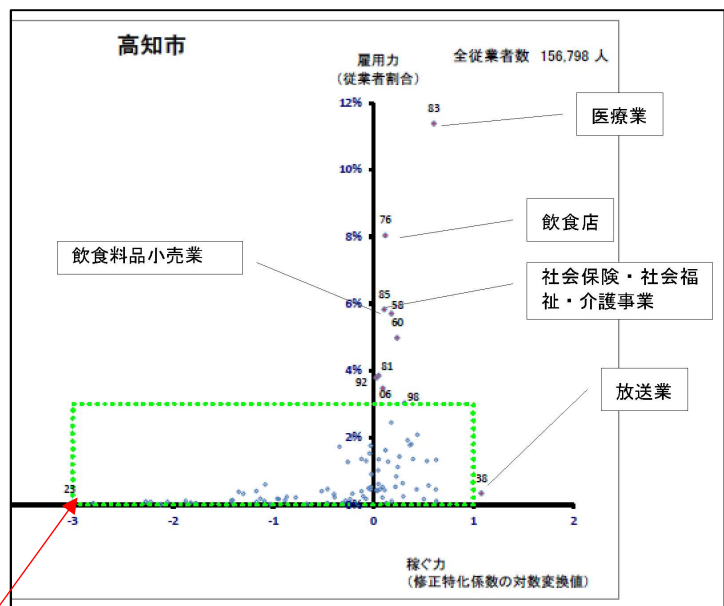 高知市
雇用力
(従業者割合)
全従業者数 156,798 人
12%
83
医療業
10%
76
飲食店
8%
飲食料品小売業
85
58
社会保険・社会福
祉・介護事業
6%
60
4%
92
81
06
98
放送業
2%
23
38
0%
-3
-2
-1
0
1
2
稼ぐ力
(修正特化係数の対数変換値)